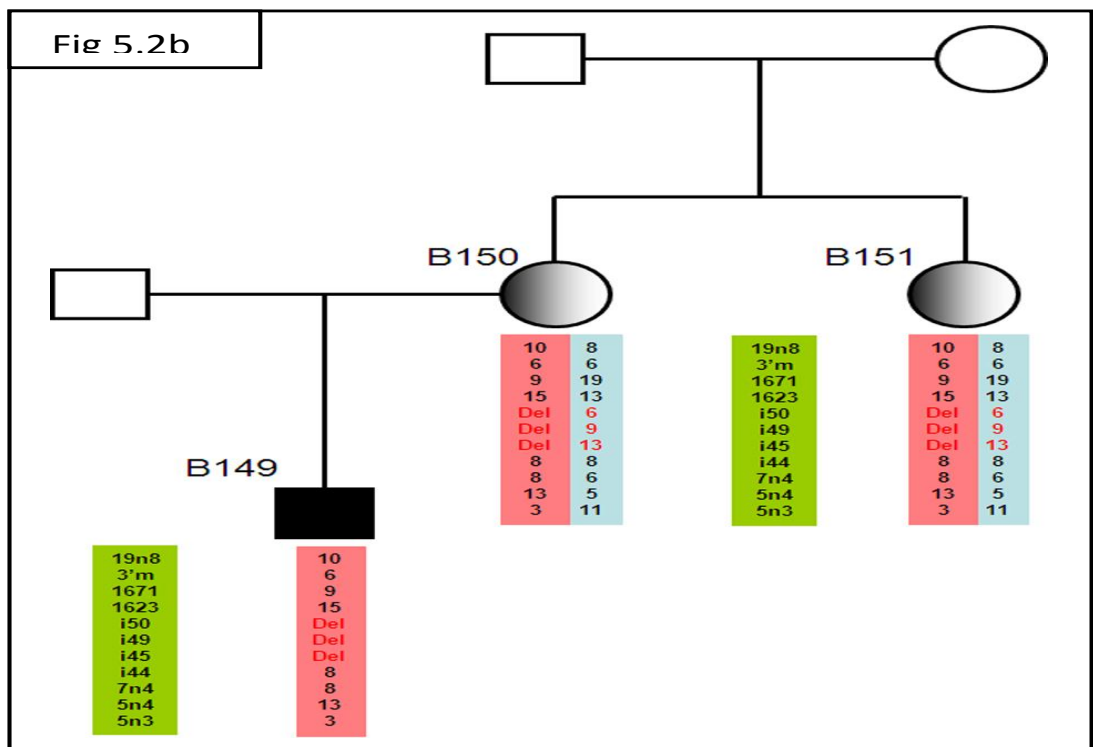 Fig 5.2b
B150
B151
10 8
6 6
9 19
15 13
Del 6
Del 9
Del 13
8 8
8 6
13 5
3 11
19n8
3'm
1671
1623
i50
i49
i45
i44
7n4
5n4
5n3
10 8
6 6
9 19
15 13
Del 6
Del 9
Del 13
8 8
8 6
13 5
3 11
B149
19n8
3'm
1671
1623
i50
i49
i45
i44
7n4
5n4
5n3
10
6
9
15
Del
Del
Del
8
8
13
3